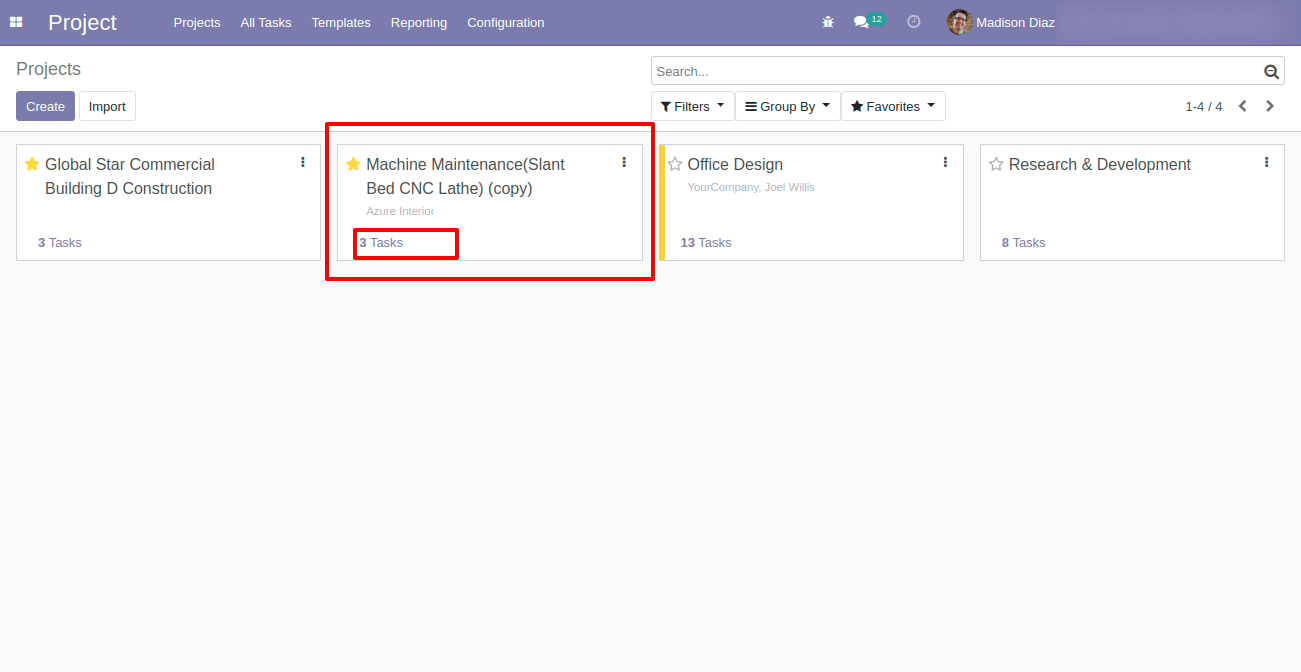 Project
Projects All Tasks Templates Reporting Configuration
12
Madison Diaz
Projects
Search...
Create Import
Filters Group By Favorites
1-4 / 4
Global Star Commercial
Building D Construction
3 Tasks
Machine Maintenance(Slant
Bed CNC Lathe) (copy)
Azure Interior
3 Tasks
Office Design
YourCompany, Joel Willis
13 Tasks
Research & Development
8 Tasks